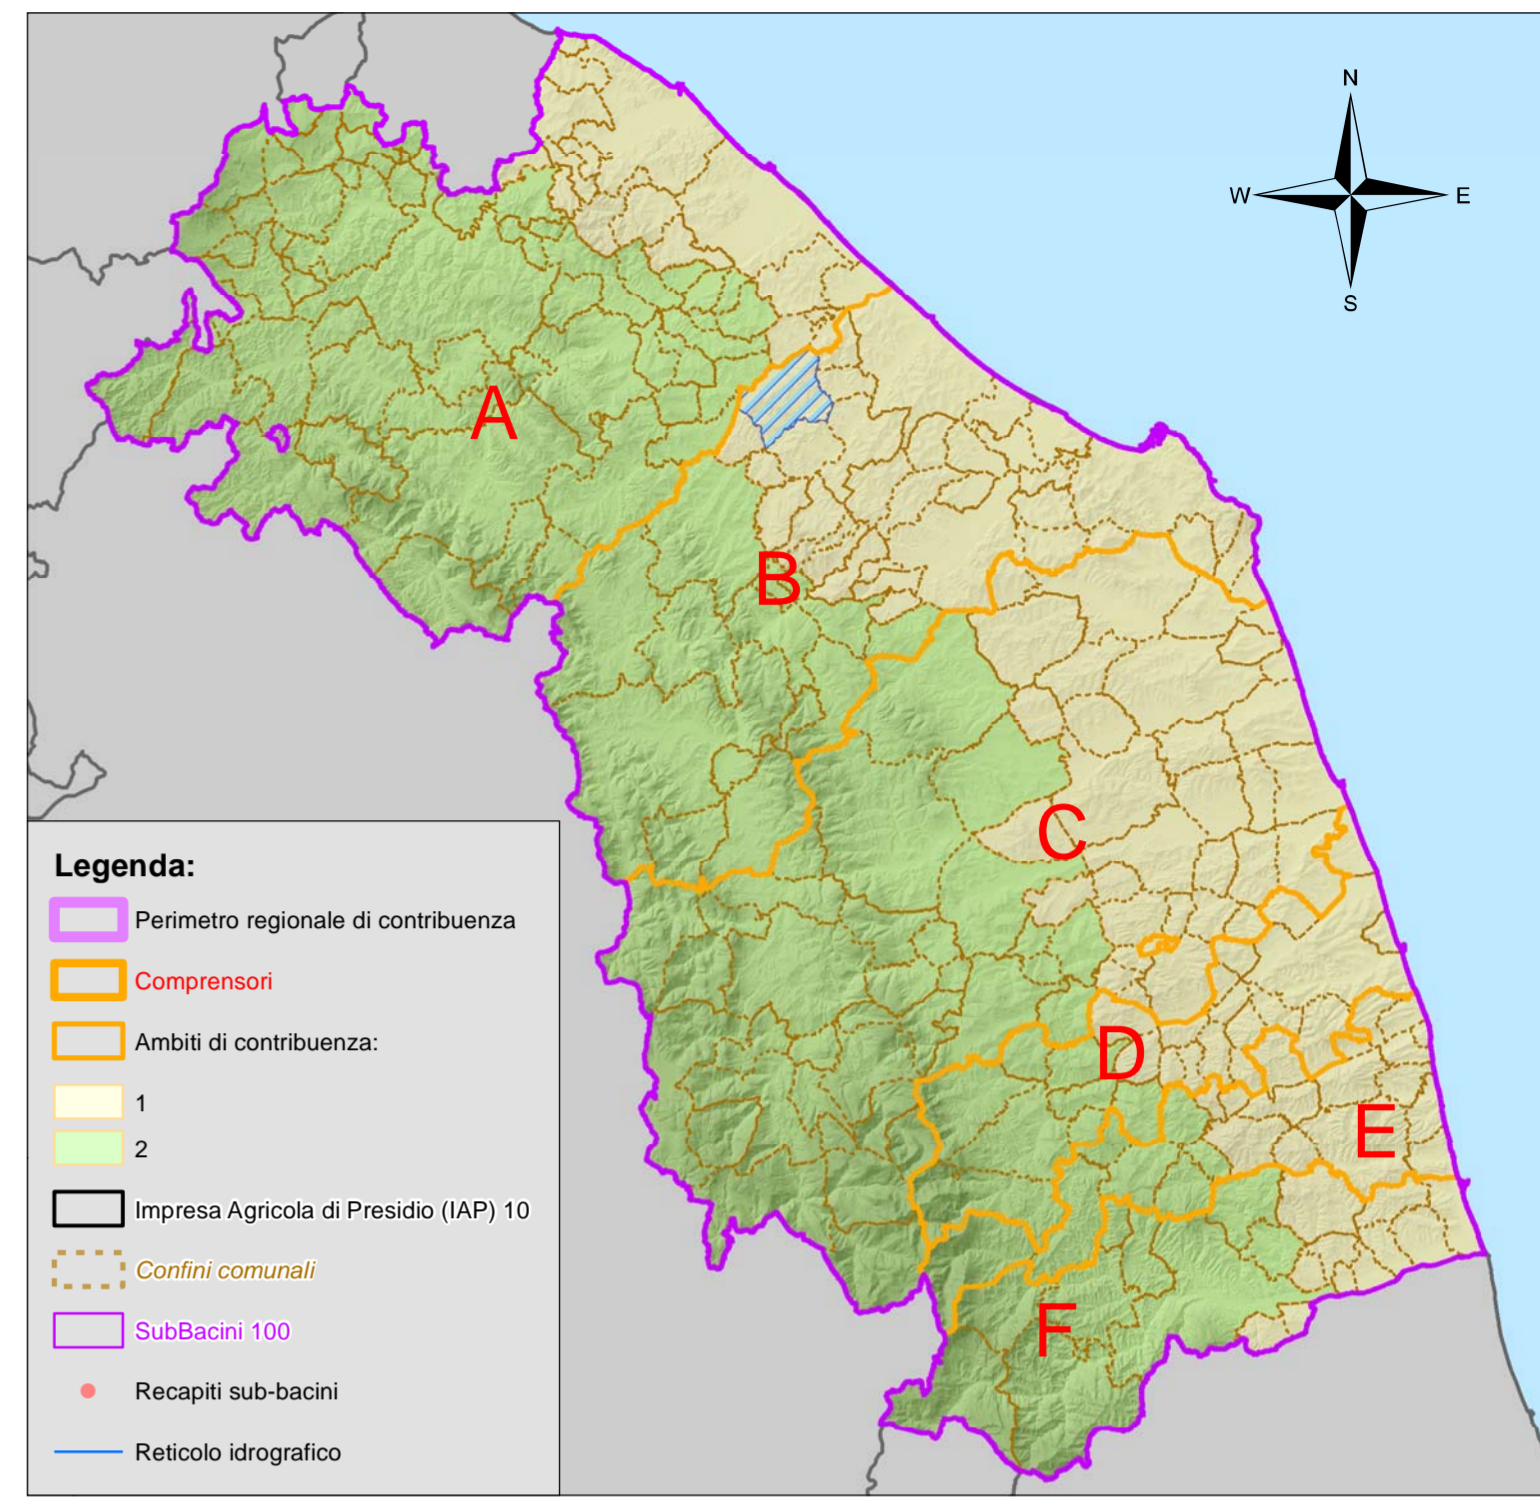 N
W
E
S
A
B
C
D
E
F
Legenda:
Perimetro regionale di contribuenza
Comprensori
Ambiti di contribuenza:
1
2
Impresa Agricola di Presidio (IAP) 10
Confini comunali
SubBacini 100
Recapiti sub-bacini
Reticolo idrografico